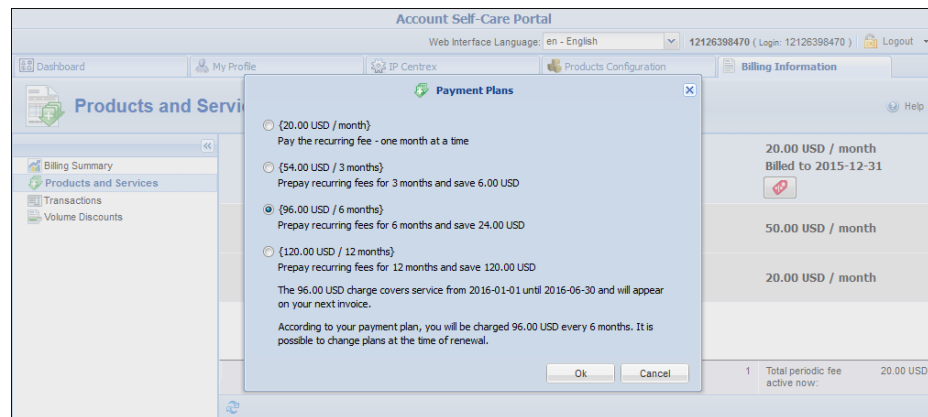 Account Self-Care Portal
Web Interface Language: en - English 12126398470 ( Login: 12126398470 ) Logout
Dashboard My Profile IP Centrex Products Configuration Billing Information
Products and Servi
Help
Payment Plans
{20.00 USD / month}
Pay the recurring fee - one month at a time
{54.00 USD / 3 months}
Prepay recurring fees for 3 months and save 6.00 USD
{96.00 USD / 6 months}
Prepay recurring fees for 6 months and save 24.00 USD
{120.00 USD / 12 months}
Prepay recurring fees for 12 months and save 120.00 USD
The 96.00 USD charge covers service from 2016-01-01 until 2016-06-30 and will appear
on your next invoice.
According to your payment plan, you will be charged 96.00 USD every 6 months. It is
possible to change plans at the time of renewal.
Ok Cancel
Billing Summary
Products and Services
Transactions
Volume Discounts
20.00 USD / month
Billed to 2015-12-31
50.00 USD / month
20.00 USD / month
1 Total periodic fee 20.00 USD
active now: